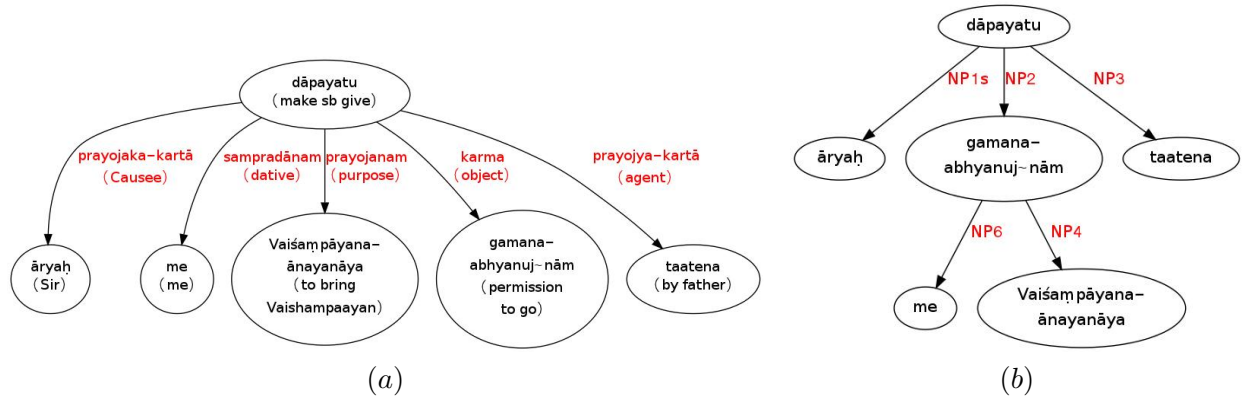 dāpayatu
(make sb give)
prayojaka-kartā
(Causee)
sampradānam
(dative)
prayojanam
(purpose)
karma
(object)
prayojya-kartā
(agent)
āryaḥ
(Sir)
me
(me)
Vaiśaṃpāyana-
ānayanāya
(to bring
Vaishampaayan)
gamana-
abhyanuj~nām
(permission
to go)
taatena
(by father)
(a)
dāpayatu
NP1s
NP2
NP3
āryaḥ
gamana-
abhyanuj~nām
taatena
NP6
NP4
me
Vaiśaṃpāyana-
ānayanāya
(b)